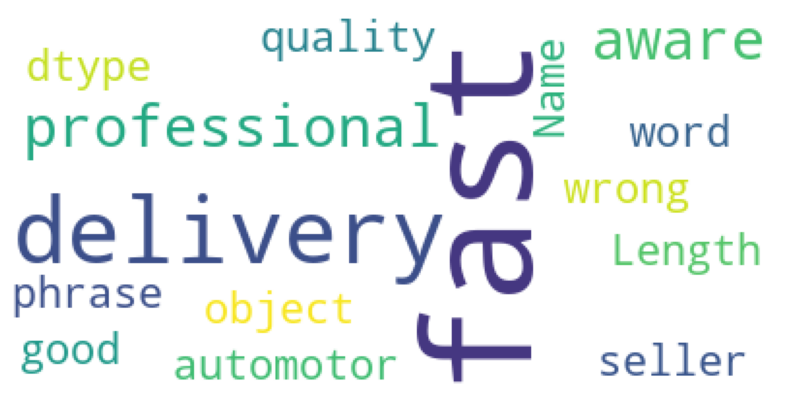 quality
aware
dtype
Name
professional
word
fast
wrong
delivery
Length
phrase
object
good
automotor
seller